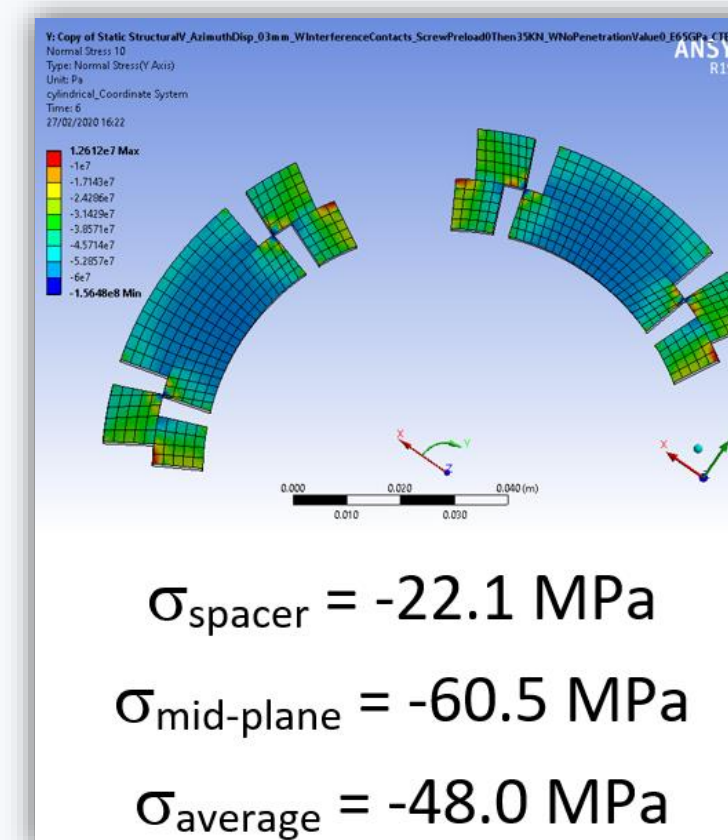 Y: Copy of Static StructuralV_AzimuthDisp_03mm_WInterferenceContacts_ScrewPreload0Then35KN_WNoPenetrationValue0_E65GPa_CTE
Normal Stress 10
Type: Normal Stress(Y Axis)
Unit: Pa
cylindrical_Coordinate System
Time: 6
27/02/2020 16:22
ANSY
R19
1.2612e7 Max
-1e7
-1.7143e7
-2.4286e7
-3.1429e7
-3.8571e7
-4.5714e7
-5.2857e7
-6e7
-1.5648e8 Min
X Y Z
X
0.000 0.020 0.040 (m)
0.010 0.030
σspacer = -22.1 MPa
σmid-plane = -60.5 MPa
σaverage = -48.0 MPa